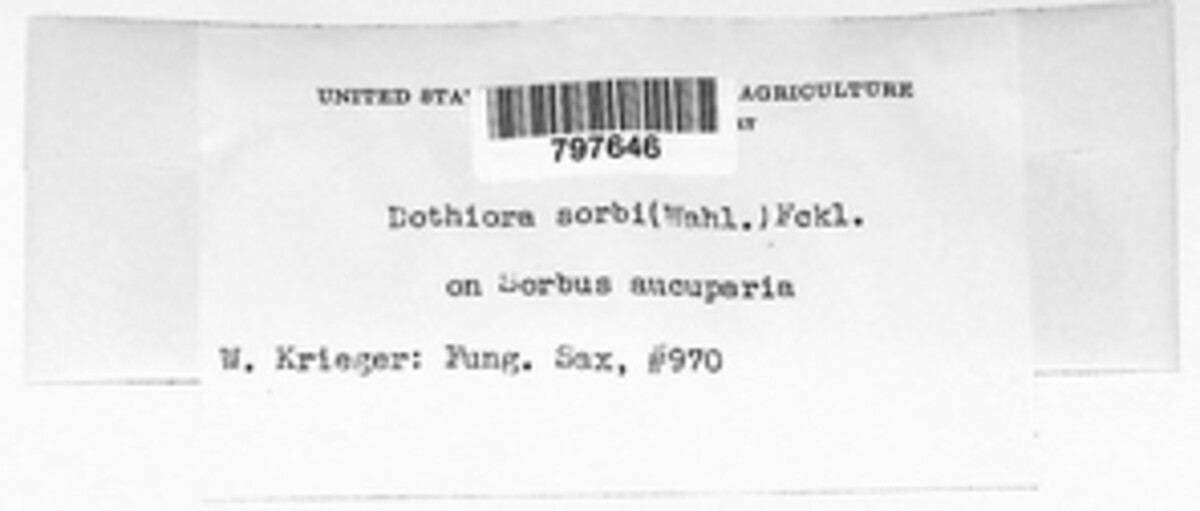 UNITED STA AGRICULTURE
797646
Dothiora sorbi(Wahl.)Fckl.
on Sorbus aucuparia
W. Krieger: Fung. Sax, #970